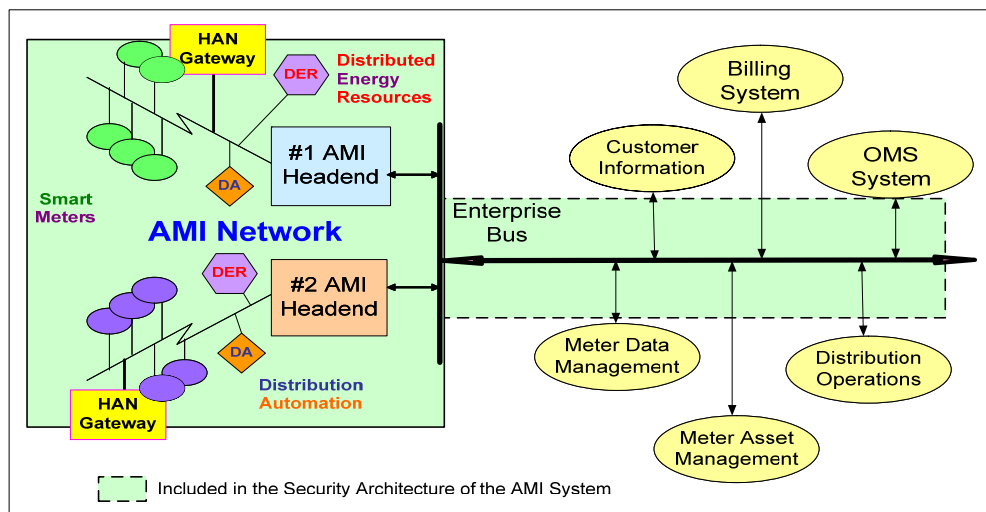 HAN
Gateway
DER
Distributed
Energy
Resources
#1 AMI
Headend
DA
Smart
Meters
AMI Network
DER
#2 AMI
Headend
DA
Distribution
Automation
HAN
Gateway
Billing
System
Customer
Information
OMS
System
Enterprise
Bus
Meter Data
Management
Distribution
Operations
Meter Asset
Management
Included in the Security Architecture of the AMI System